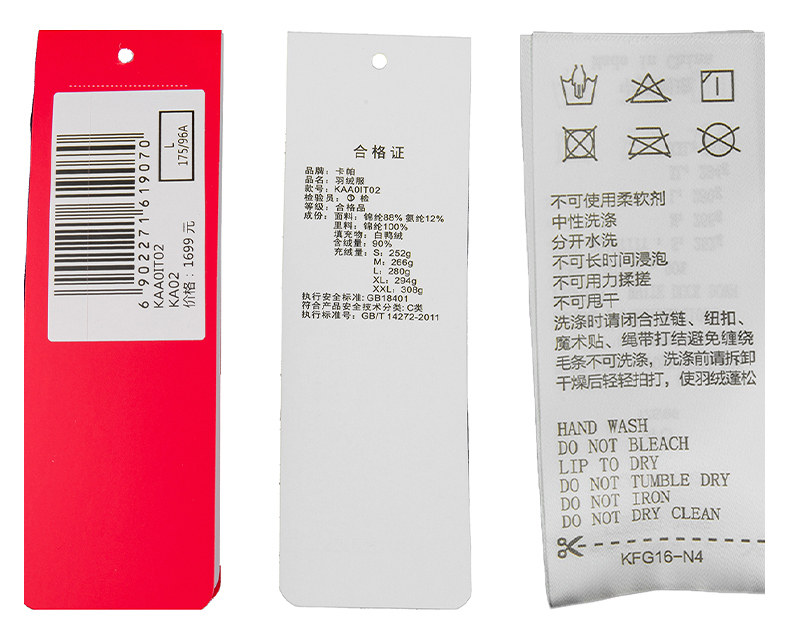 L
175/96A
6902271619070
KAA0IT02
KA02
价格：1699元
合格证
品牌：卡帕
品名：羽绒服
款号：KAA0IT02
检验员：③检
等级：合格品
成份：面料：锦纶88% 氨纶12%
里料：锦纶100%
填充物：白鸭绒
含绒量：90%
充绒量：S：252g
M：266g
L：280g
XL：294g
XXL：308g
执行安全标准：GB18401
符合产品安全技术分类：C类
执行标准号：GB/T 14272-2011
不可使用柔软剂
中性洗涤
分开水洗
不可长时间浸泡
不可用力揉搓
不可甩干
洗涤时请闭合拉链、纽扣、
魔术贴、绳带打结避免缠绕
毛条不可洗涤，洗涤前请拆卸
干燥后轻轻拍打，使羽绒蓬松
HAND WASH
DO NOT BLEACH
LIP TO DRY
DO NOT TUMBLE DRY
DO NOT IRON
DO NOT DRY CLEAN
KFG16-N4